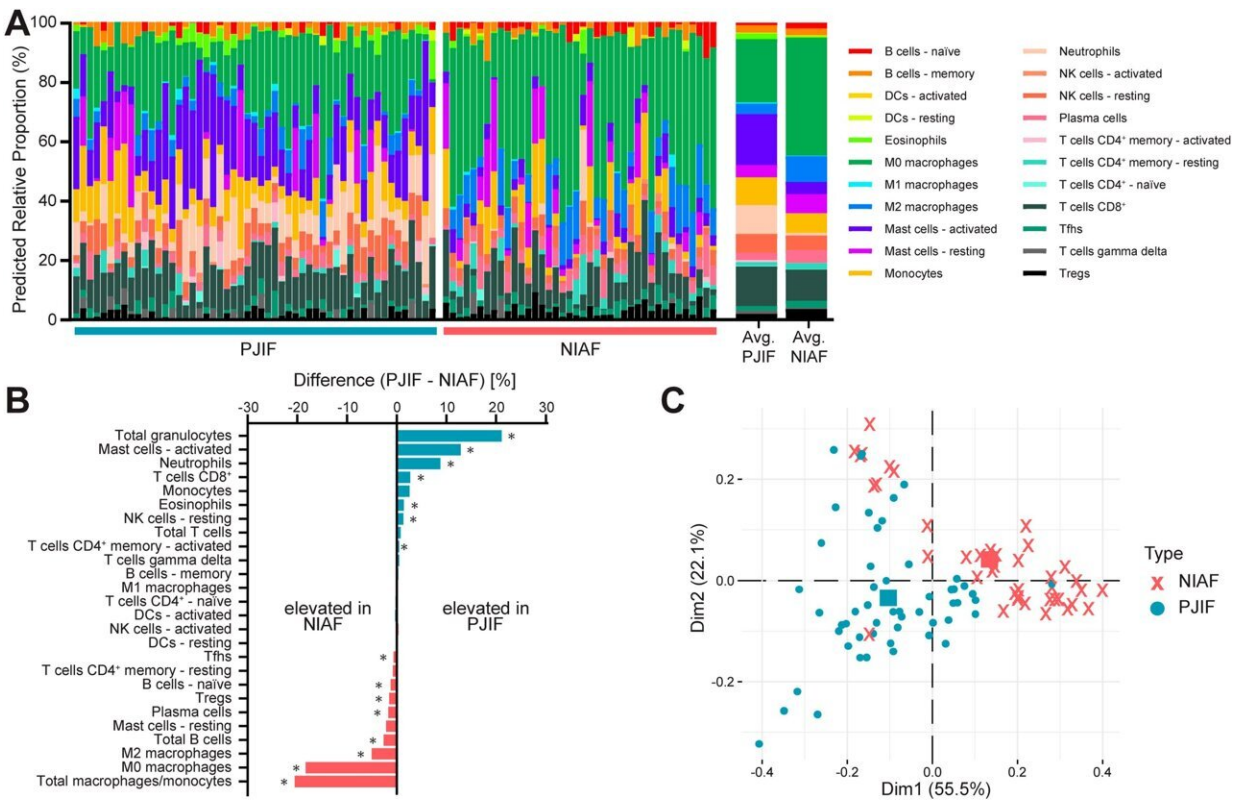 A
Predicted Relative Proportion (%)
100
80
60
40
20
0
PJIF
NIAF
Avg.
PJIF
Avg.
NIAF
B cells - naïve
B cells - memory
DCs - activated
DCs - resting
Eosinophils
M0 macrophages
M1 macrophages
M2 macrophages
Mast cells - activated
Mast cells - resting
Monocytes
Neutrophils
NK cells - activated
NK cells - resting
Plasma cells
T cells CD4⁺ memory - activated
T cells CD4⁺ memory - resting
T cells CD4⁺ - naïve
T cells CD8⁺
Tfhs
T cells gamma delta
Tregs
B
Difference (PJIF - NIAF) [%]
-30 -20 -10 0 10 20 30
Total granulocytes *
Mast cells - activated *
Neutrophils *
T cells CD8⁺ *
Monocytes
Eosinophils *
NK cells - resting *
Total T cells
T cells CD4⁺ memory - activated *
T cells gamma delta
B cells - memory
M1 macrophages
T cells CD4⁺ - naïve
DCs - activated
NK cells - activated
DCs - resting
Tfhs *
T cells CD4⁺ memory - resting
B cells - naïve *
Tregs *
Plasma cells *
Mast cells - resting
Total B cells *
M2 macrophages *
M0 macrophages *
Total macrophages/monocytes *
elevated in
NIAF
elevated in
PJIF
C
Dim2 (22.1%)
0.2
0.0
-0.2
-0.4 -0.2 0.0 0.2 0.4
Dim1 (55.5%)
Type
NIAF
PJIF